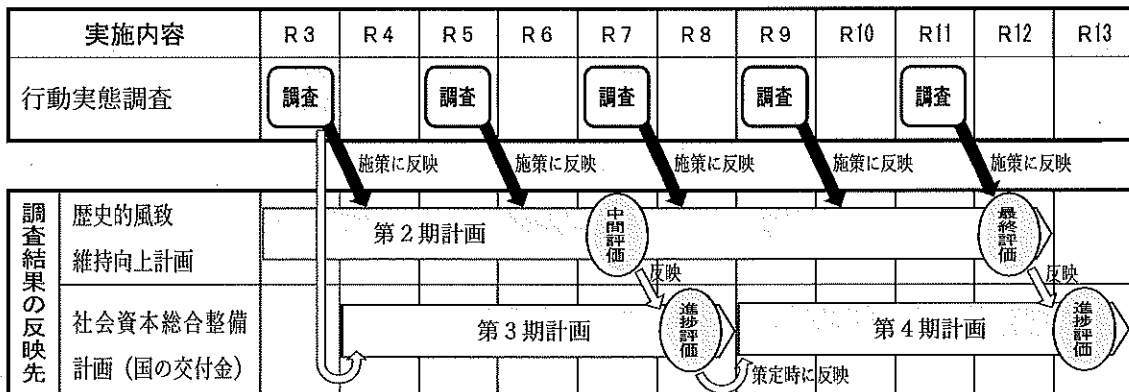 実施内容 R3 R4 R5 R6 R7 R8 R9 R10 R11 R12 R13
行動実態調査 調査 調査 調査 調査 調査
施策に反映 施策に反映 施策に反映 施策に反映 施策に反映
調査結果の反映先
歴史的風致
維持向上計画
第2期計画
中間評価
最終評価
反映
反映
社会資本総合整備
計画(国の交付金)
第3期計画
進捗評価
第4期計画
進捗評価
策定時に反映